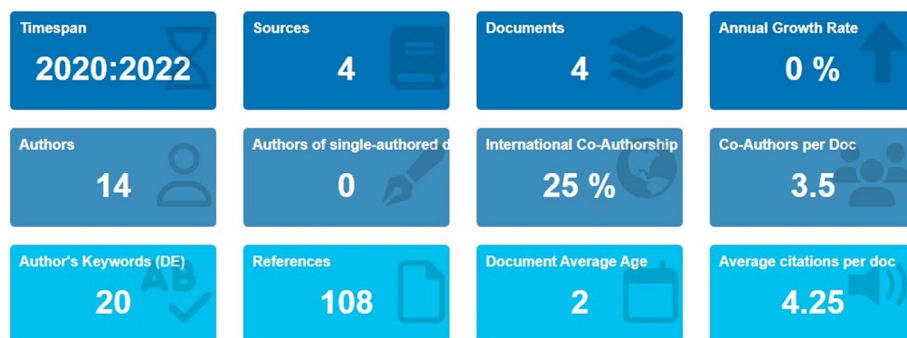 Timespan
2020:2022
Sources
4
Documents
4
Annual Growth Rate
0 %
Authors
14
Authors of single-authored d
0
International Co-Authorship
25 %
Co-Authors per Doc
3.5
Author's Keywords (DE)
AB
20
References
108
Document Average Age
2
Average citations per doc
4.25